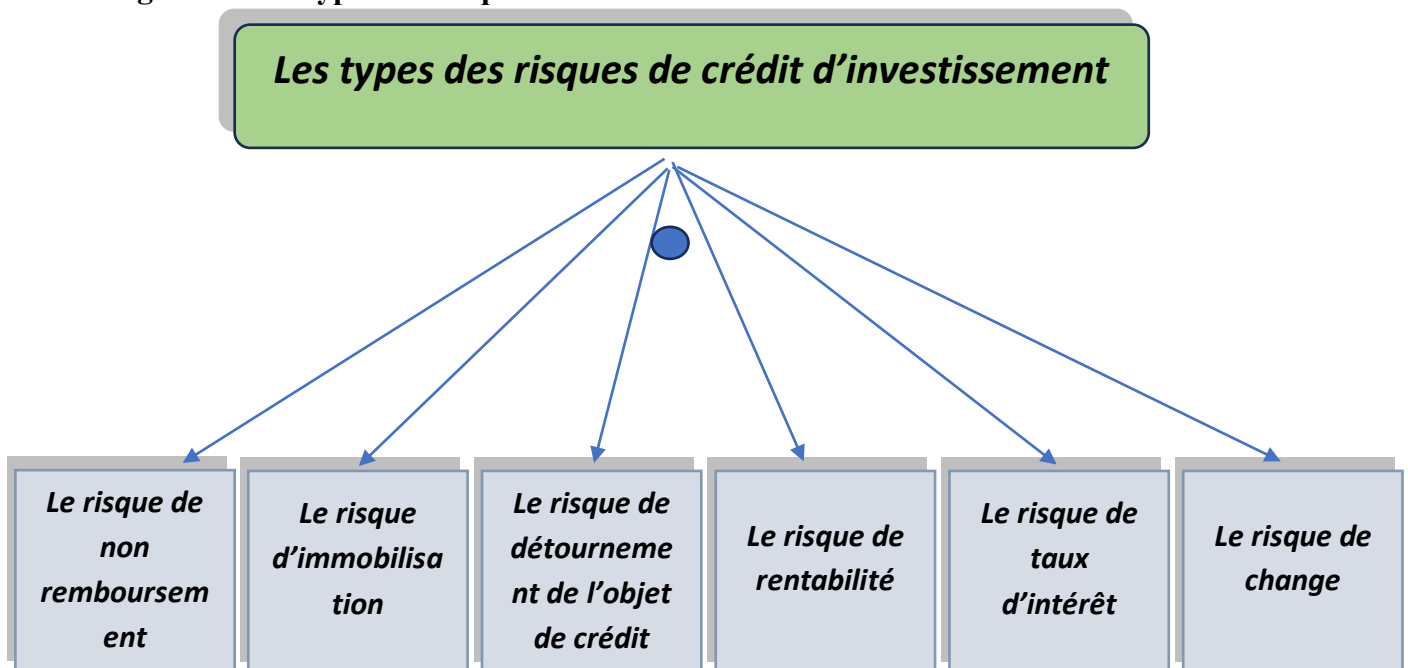 Les types des risques de crédit d’investissement
Le risque de
non
remboursem
ent
Le risque
d’immobilisa
tion
Le risque de
détourneme
nt de l’objet
de crédit
Le risque de
rentabilité
Le risque de
taux
d’intérêt
Le risque de
change